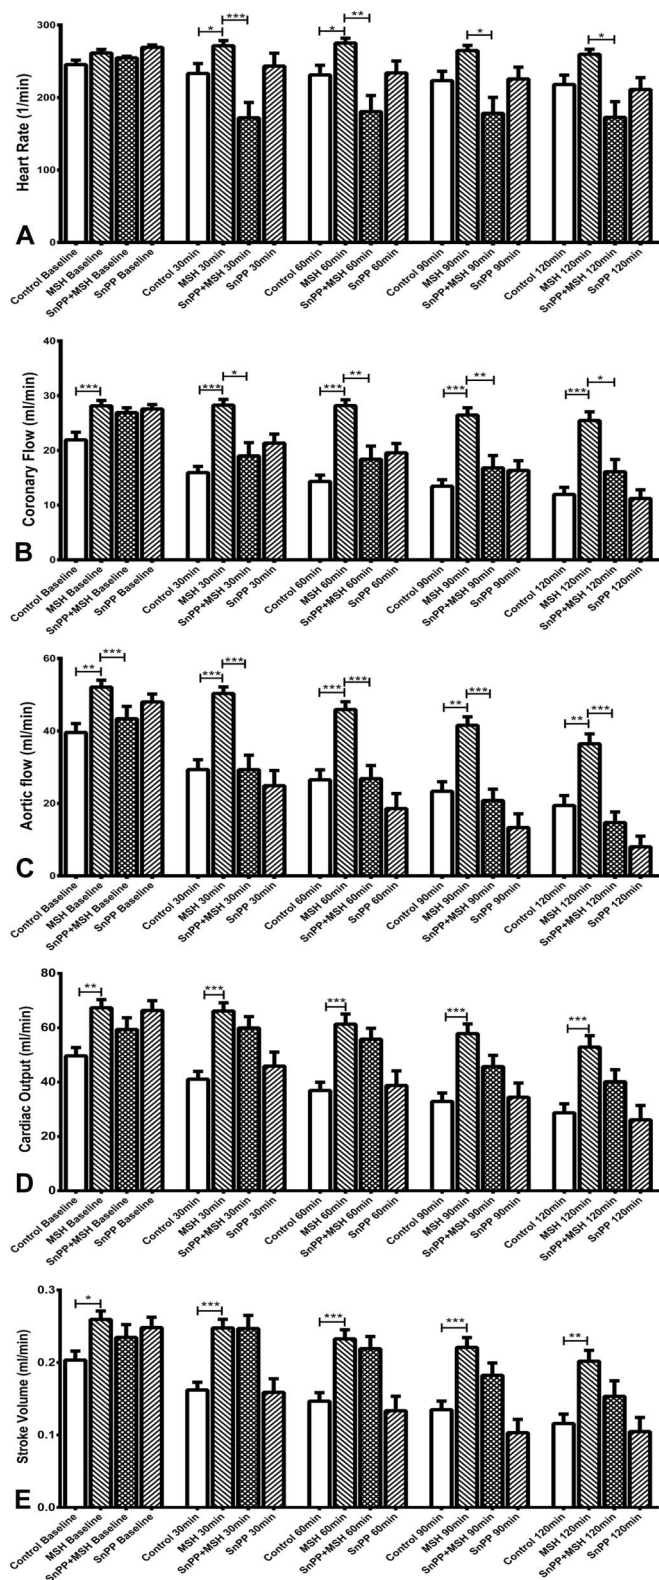 300
200
100
0
Heart Rate (1/min)
A
* *** * ** * *
Control Baseline
MSH Baseline
SnPP+MSH Baseline
SnPP Baseline
Control 30min
MSH 30min
SnPP+MSH 30min
SnPP 30min
Control 60min
MSH 60min
SnPP+MSH 60min
SnPP 60min
Control 90min
MSH 90min
SnPP+MSH 90min
SnPP 90min
Control 120min
MSH 120min
SnPP+MSH 120min
SnPP 120min
40
30
20
10
0
Coronary Flow (ml/min)
B
*** *** * *** ** *** ** *** *
Control Baseline
MSH Baseline
SnPP+MSH Baseline
SnPP Baseline
Control 30min
MSH 30min
SnPP+MSH 30min
SnPP 30min
Control 60min
MSH 60min
SnPP+MSH 60min
SnPP 60min
Control 90min
MSH 90min
SnPP+MSH 90min
SnPP 90min
Control 120min
MSH 120min
SnPP+MSH 120min
SnPP 120min
60
40
20
0
Aortic flow (ml/min)
C
** *** *** *** *** *** ** *** ** ***
Control Baseline
MSH Baseline
SnPP+MSH Baseline
SnPP Baseline
Control 30min
MSH 30min
SnPP+MSH 30min
SnPP 30min
Control 60min
MSH 60min
SnPP+MSH 60min
SnPP 60min
Control 90min
MSH 90min
SnPP+MSH 90min
SnPP 90min
Control 120min
MSH 120min
SnPP+MSH 120min
SnPP 120min
80
60
40
20
0
Cardiac Output (ml/min)
D
** *** *** *** ***
Control Baseline
MSH Baseline
SnPP+MSH Baseline
SnPP Baseline
Control 30min
MSH 30min
SnPP+MSH 30min
SnPP 30min
Control 60min
MSH 60min
SnPP+MSH 60min
SnPP 60min
Control 90min
MSH 90min
SnPP+MSH 90min
SnPP 90min
Control 120min
MSH 120min
SnPP+MSH 120min
SnPP 120min
0.3
0.2
0.1
0.0
Stroke Volume (ml/min)
E
* *** *** *** **
Control Baseline
MSH Baseline
SnPP+MSH Baseline
SnPP Baseline
Control 30min
MSH 30min
SnPP+MSH 30min
SnPP 30min
Control 60min
MSH 60min
SnPP+MSH 60min
SnPP 60min
Control 90min
MSH 90min
SnPP+MSH 90min
SnPP 90min
Control 120min
MSH 120min
SnPP+MSH 120min
SnPP 120min